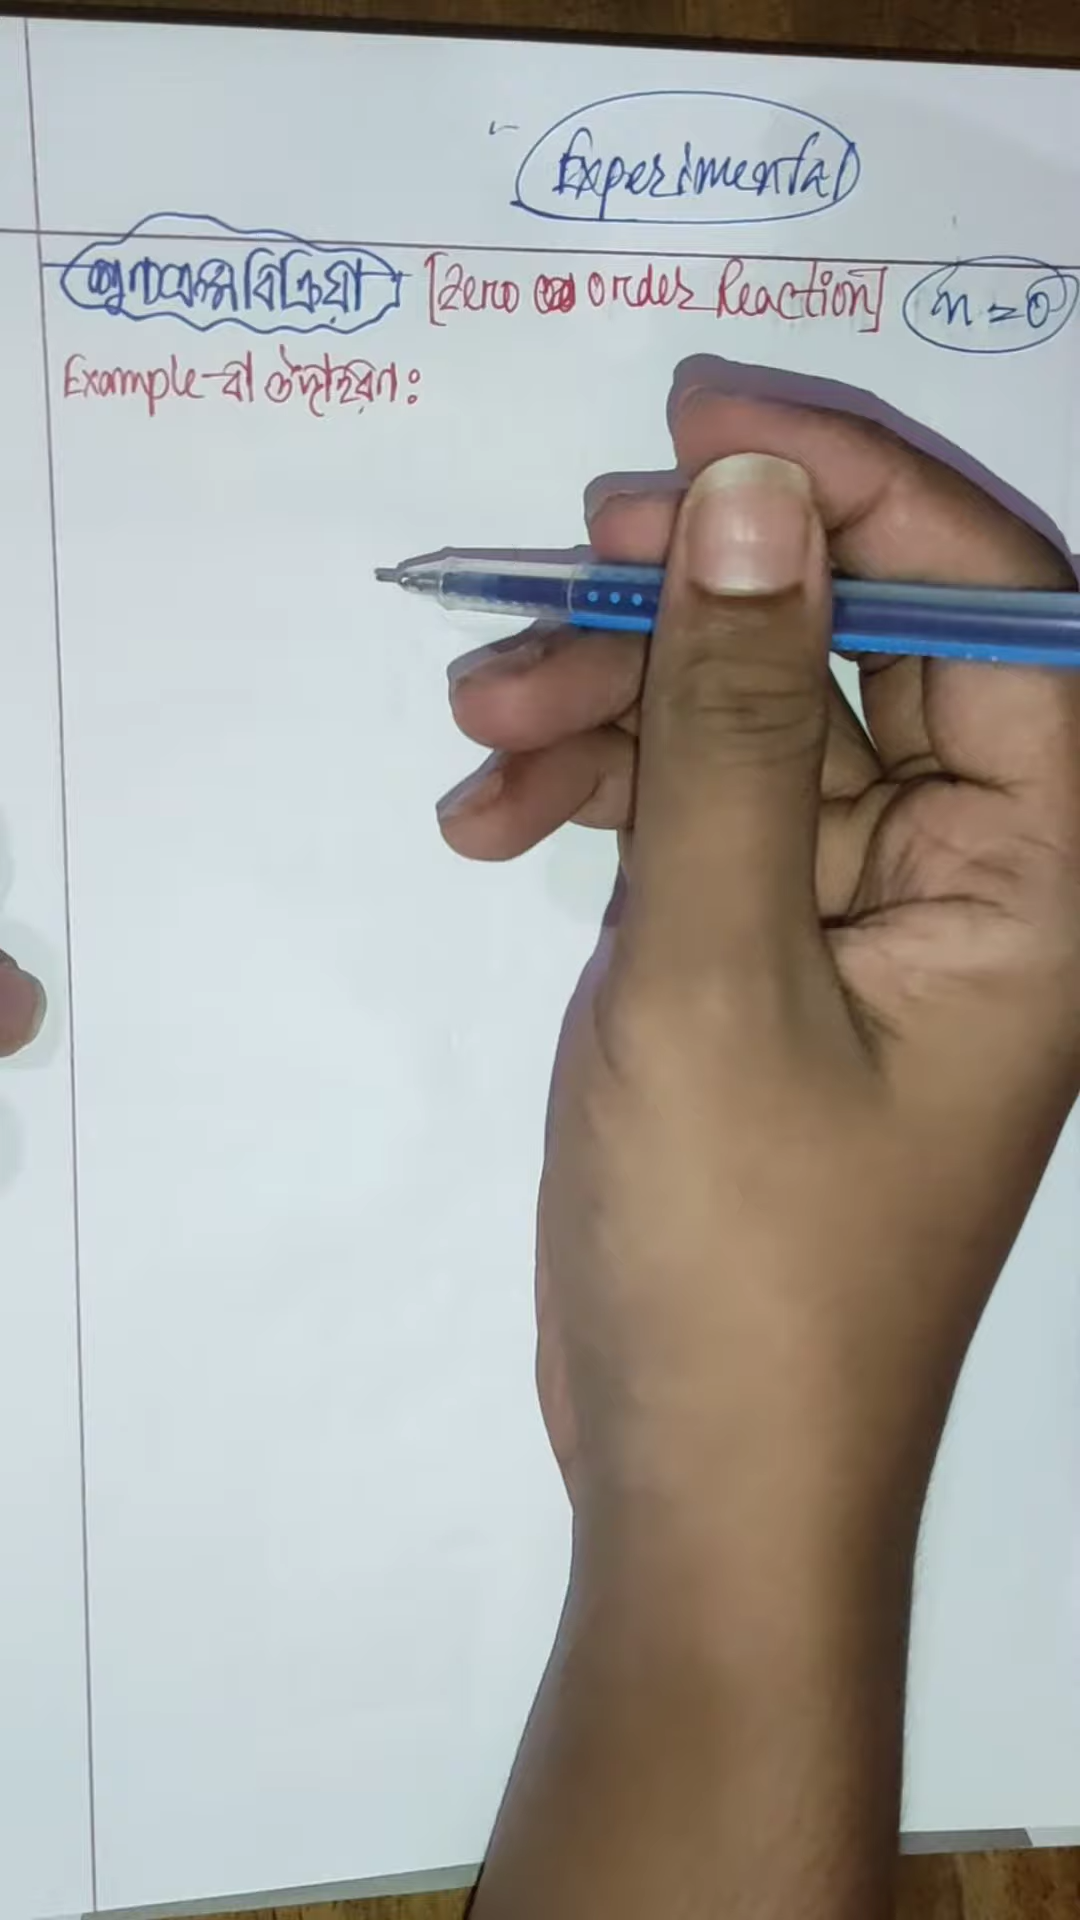 Experimental
শূন্যক্রম বিক্রিয়া [Zero order Reaction] n = 0
Example বা উদাহরণ :